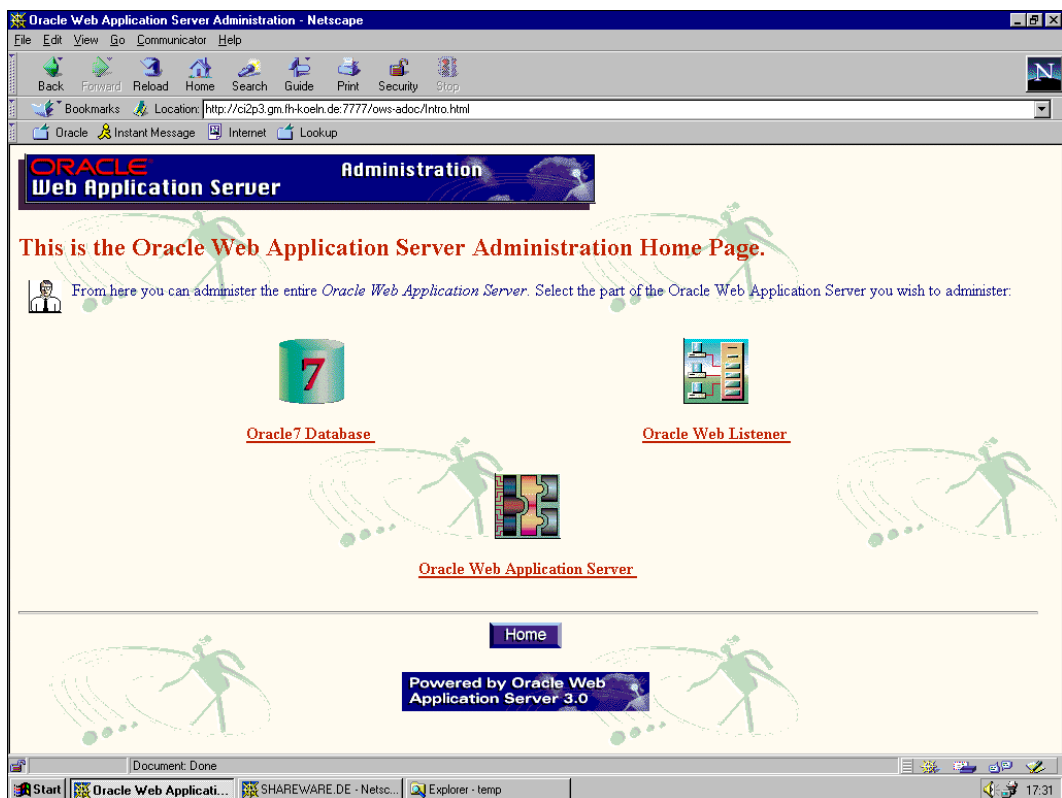 Oracle Web Application Server Administration - Netscape
File Edit View Go Communicator Help
Back Forward Reload Home Search Guide Print Security Stop
N
Bookmarks Location: http://ci2p3.gm.fh-koeln.de:7777/ows-adoc/Intro.html
Oracle Instant Message Internet Lookup
ORACLE
Administration
Web Application Server
This is the Oracle Web Application Server Administration Home Page.
From here you can administer the entire Oracle Web Application Server. Select the part of the Oracle Web Application Server you wish to administer:
7
Oracle7 Database
Oracle Web Listener
Oracle Web Application Server
Home
Powered by Oracle Web
Application Server 3.0
Document: Done
Start Oracle Web Applicati... SHAREWARE.DE - Netsc... Explorer - temp 17:31